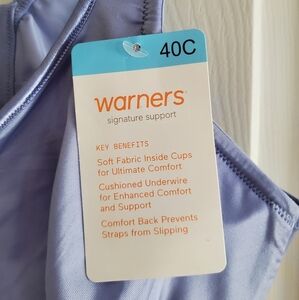 40C
warners
signature support
KEY BENEFITS
Soft Fabric Inside Cups
for Ultimate Comfort
Cushioned Underwire
for Enhanced Comfort
and Support
Comfort Back Prevents
Straps from Slipping